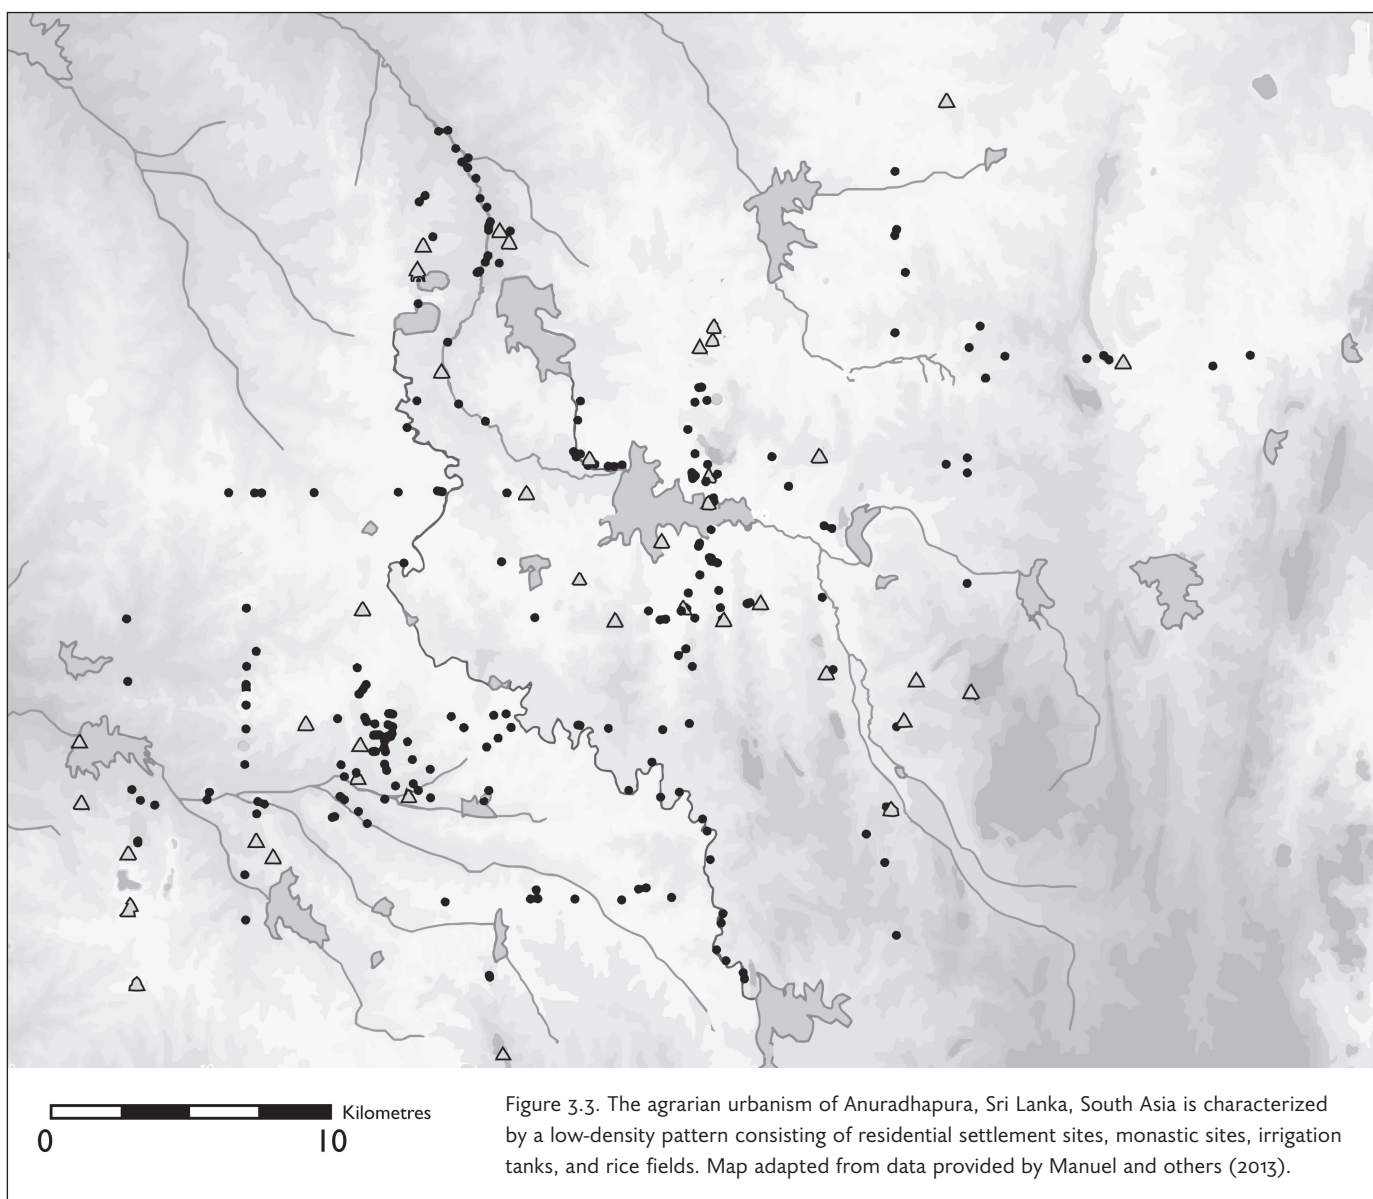 Kilometres
0 10
Figure 3.3. The agrarian urbanism of Anuradhapura, Sri Lanka, South Asia is characterized
by a low-density pattern consisting of residential settlement sites, monastic sites, irrigation
tanks, and rice fields. Map adapted from data provided by Manuel and others (2013).